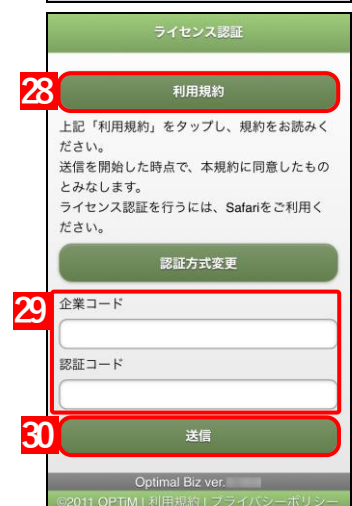 ライセンス認証
28
利用規約
上記「利用規約」をタップし、規約をお読みく
ださい。
送信を開始した時点で、本規約に同意したもの
とみなします。
ライセンス認証を行うには、Safariをご利用く
ださい。
認証方式変更
29
企業コード
認証コード
30
送信
Optimal Biz ver.
©2011 OPTiM | 利用規約 | プライバシーポリシー